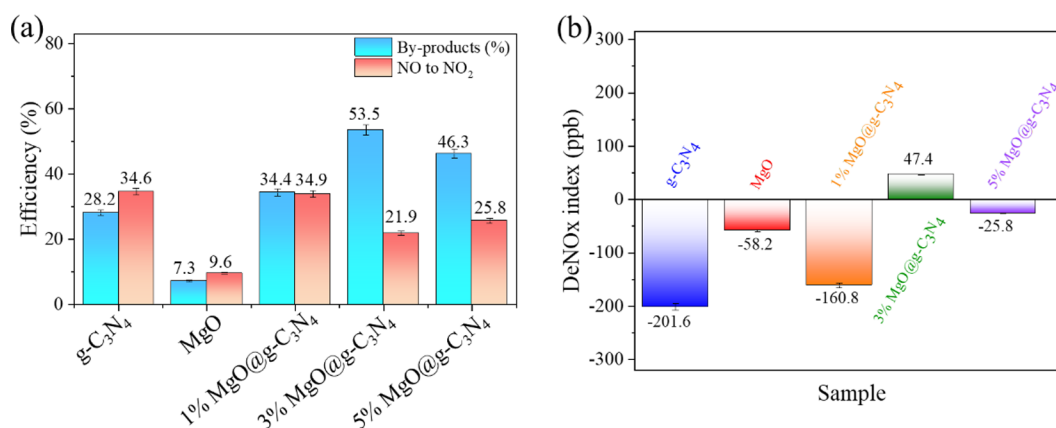 (a)
80
60
40
20
0
Efficiency (%)
By-products (%)
NO to NO₂
28.2
34.6
7.3
9.6
34.4
34.9
53.5
21.9
46.3
25.8
g-C₃N₄
MgO
1% MgO@g-C₃N₄
3% MgO@g-C₃N₄
5% MgO@g-C₃N₄
(b)
300
200
100
0
-100
-200
-300
DeNOx index (ppb)
g-C₃N₄
MgO
1% MgO@g-C₃N₄
3% MgO@g-C₃N₄
5% MgO@g-C₃N₄
-201.6
-58.2
-160.8
47.4
-25.8
Sample